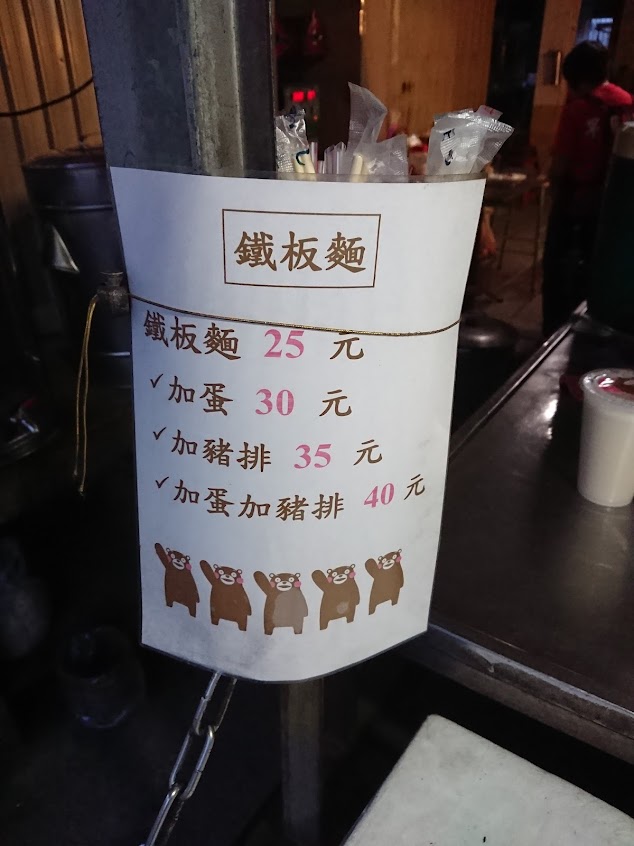 鐵板麵
鐵板麵 25 元
✓加蛋 30 元
✓加豬排 35 元
✓加蛋加豬排 40 元